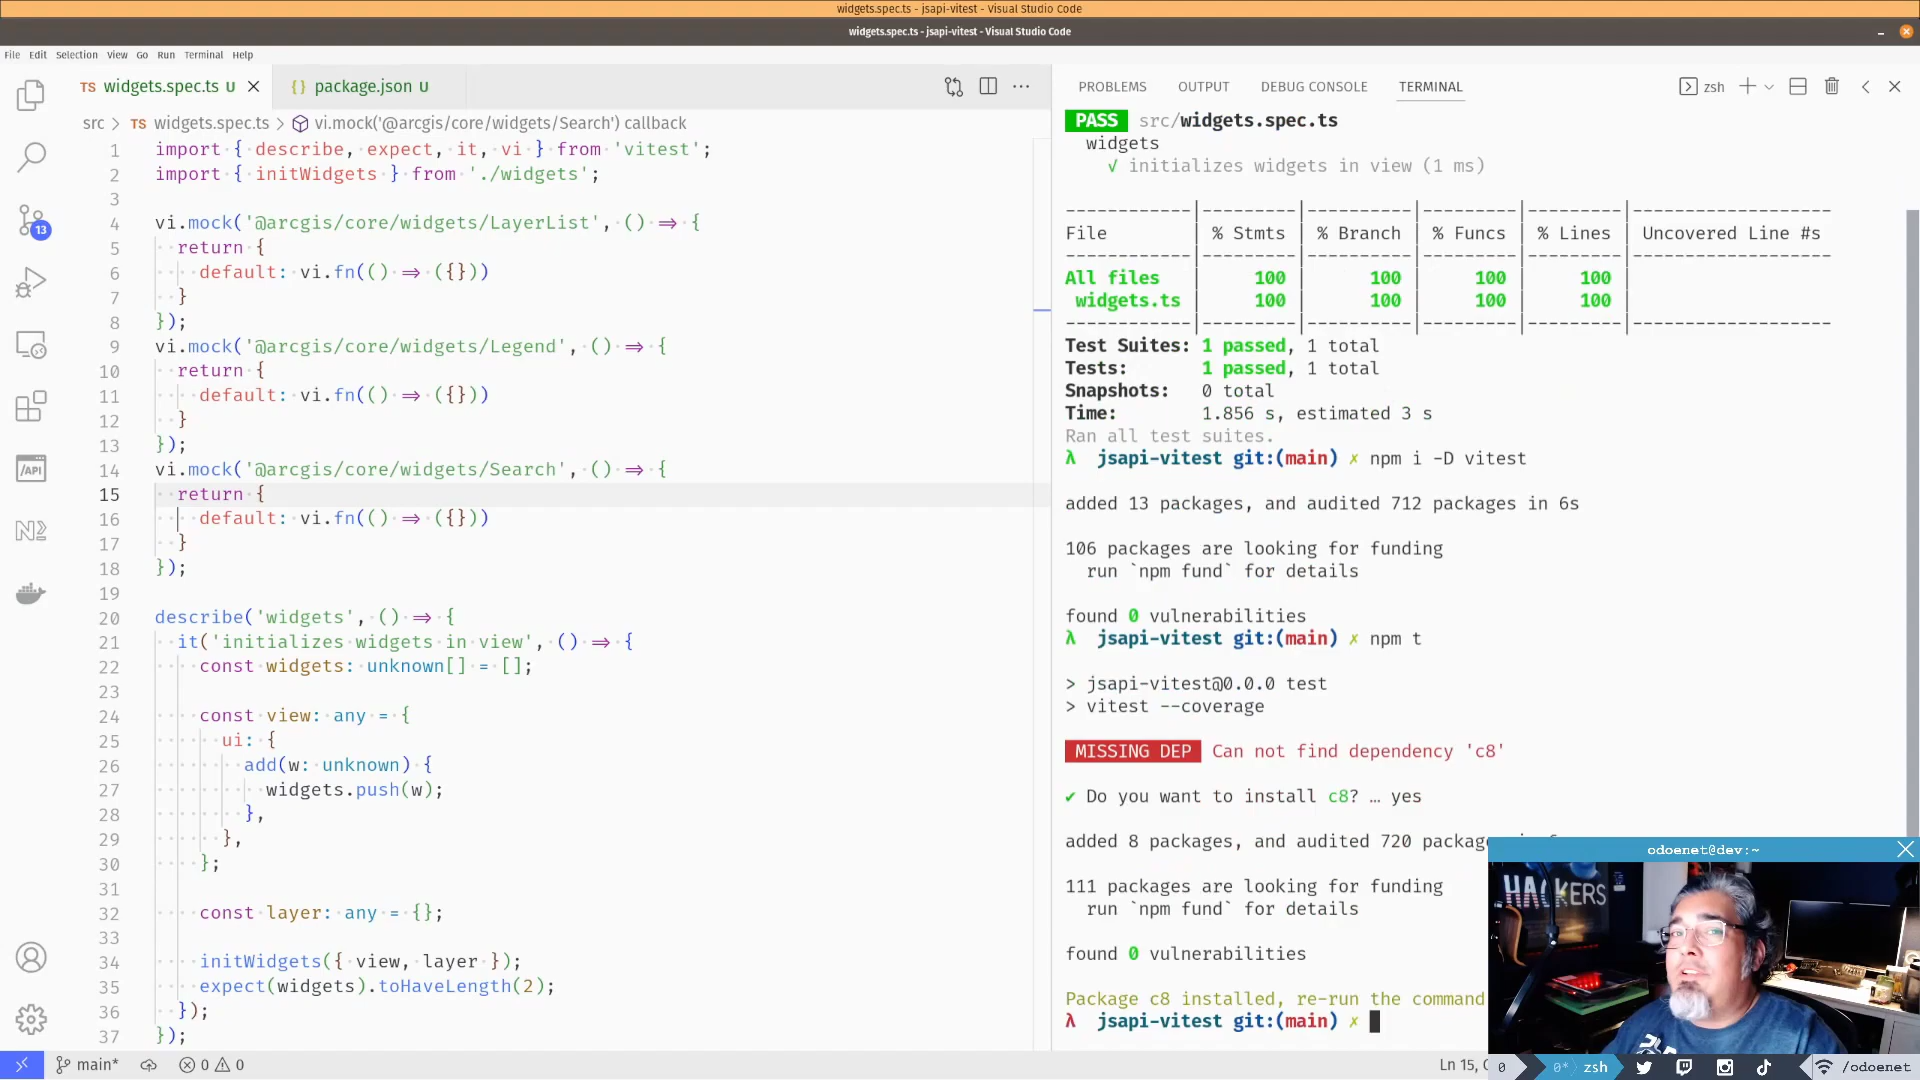 widgets.spec.ts - jsapi-vitest - Visual Studio Code
widgets.spec.ts - jsapi-vitest - Visual Studio Code
File Edit Selection View Go Run Terminal Help
TS widgets.spec.ts U
{} package.json U
src > TS widgets.spec.ts > vi.mock('@arcgis/core/widgets/Search') callback
1 import { describe, expect, it, vi } from 'vitest';
2 import { initWidgets } from './widgets';
3
4 vi.mock('@arcgis/core/widgets/LayerList', () => {
5 return {
6 default: vi.fn(() => ({}))
7 }
8 });
9 vi.mock('@arcgis/core/widgets/Legend', () => {
10 return {
11 default: vi.fn(() => ({}))
12 }
13 });
14 vi.mock('@arcgis/core/widgets/Search', () => {
15 return {
16 default: vi.fn(() => ({}))
17 }
18 });
19
20 describe('widgets', () => {
21 it('initializes widgets in view', () => {
22 const widgets: unknown[] = [];
23
24 const view: any = {
25 ui: {
26 add(w: unknown) {
27 widgets.push(w);
28 },
29 },
30 };
31
32 const layer: any = {};
33
34 initWidgets({ view, layer });
35 expect(widgets).toHaveLength(2);
36 });
37 });
13
/API
PROBLEMS OUTPUT DEBUG CONSOLE TERMINAL
zsh
PASS src/widgets.spec.ts
widgets
√ initializes widgets in view (1 ms)
------------|---------|----------|---------|---------|-------------------
File | % Stmts | % Branch | % Funcs | % Lines | Uncovered Line #s
------------|---------|----------|---------|---------|-------------------
All files | 100 | 100 | 100 | 100 |
widgets.ts | 100 | 100 | 100 | 100 |
------------|---------|----------|---------|---------|-------------------
Test Suites: 1 passed, 1 total
Tests: 1 passed, 1 total
Snapshots: 0 total
Time: 1.856 s, estimated 3 s
Ran all test suites.
λ jsapi-vitest git:(main) ✗ npm i -D vitest
added 13 packages, and audited 712 packages in 6s
106 packages are looking for funding
run `npm fund` for details
found 0 vulnerabilities
λ jsapi-vitest git:(main) ✗ npm t
> jsapi-vitest@0.0.0 test
> vitest --coverage
MISSING DEP Can not find dependency 'c8'
✔ Do you want to install c8? … yes
added 8 packages, and audited 720
111 packages are looking for funding
run `npm fund` for details
found 0 vulnerabilities
Package c8 installed, re-run the command
λ jsapi-vitest git:(main) ✗
odoenet@dev:~
HACKERS
main* 0 0
Ln 15,
0 0* zsh /odoenet